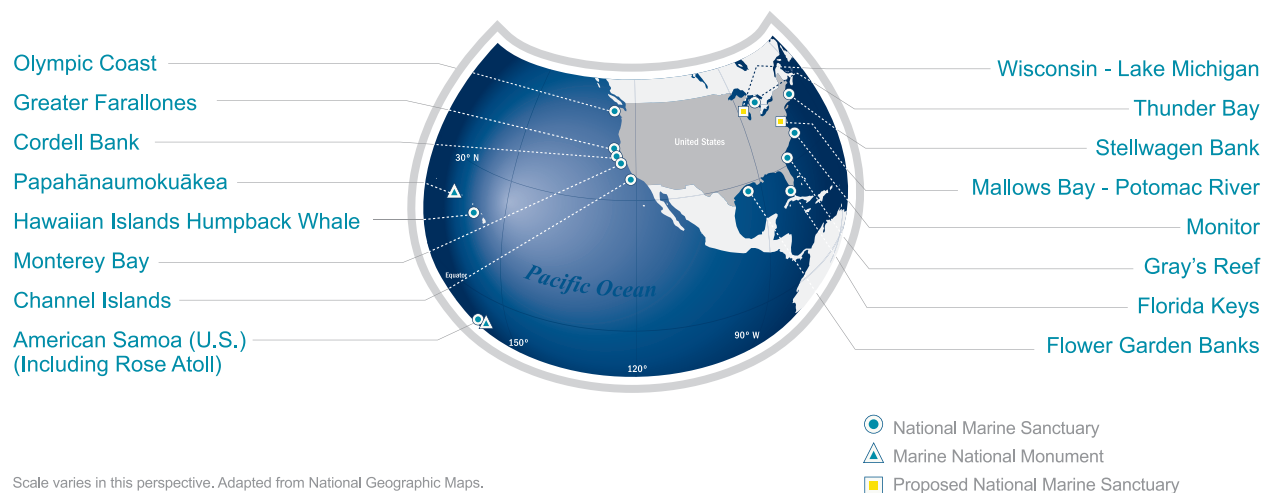 Olympic Coast
Greater Farallones
Cordell Bank
Papahānaumokuākea
Hawaiian Islands Humpback Whale
Monterey Bay
Channel Islands
American Samoa (U.S.)
(Including Rose Atoll)
30° N
United States
Equator
Pacific Ocean
150°
120°
90° W
Wisconsin - Lake Michigan
Thunder Bay
Stellwagen Bank
Mallows Bay - Potomac River
Monitor
Gray's Reef
Florida Keys
Flower Garden Banks
National Marine Sanctuary
Marine National Monument
Proposed National Marine Sanctuary
Scale varies in this perspective. Adapted from National Geographic Maps.